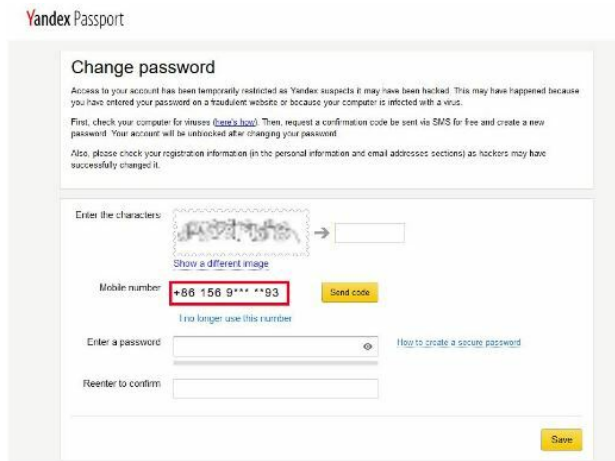 Yandex Passport
Change password
Access to your account has been temporarily restricted as Yandex suspects it may have been hacked. This may have happened because
you have entered your password on a fraudulent website or because your computer is infected with a virus.
First, check your computer for viruses (here's how). Then, request a confirmation code be sent via SMS for free and create a new
password. Your account will be unblocked after changing your password
Also, please check your registration information (in the personal information and email addresses sections) as hackers may have
successfully changed it.
Enter the characters
Show a different image
Mobile number +86 156 9*** **93 Send code
I no longer use this number
Enter a password How to create a secure password
Reenter to confirm
Save